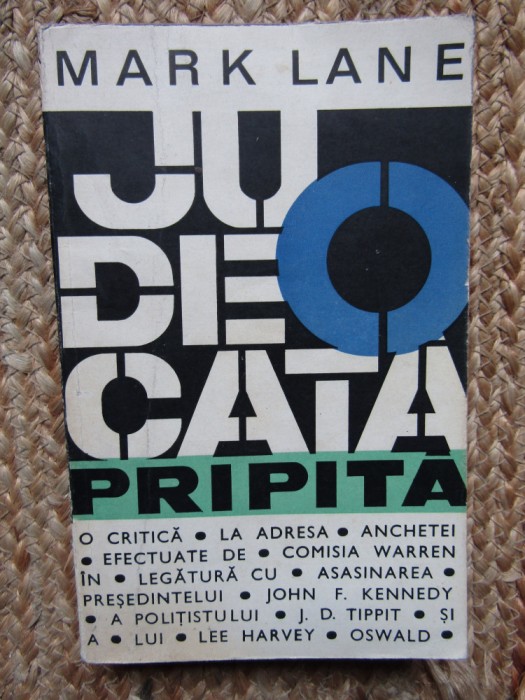 MARK LANE
O
JU
DE
CATĂ
PRIPITĂ
O CRITICĂ • LA ADRESA • ANCHETEI
• EFECTUATE DE • COMISIA WARREN
ÎN • LEGĂTURĂ CU • ASASINAREA •
PREȘEDINTELUI • JOHN F. KENNEDY
• A POLIȚISTULUI • J. D. TIPPIT • ȘI
A • LUI • LEE HARVEY • OSWALD •